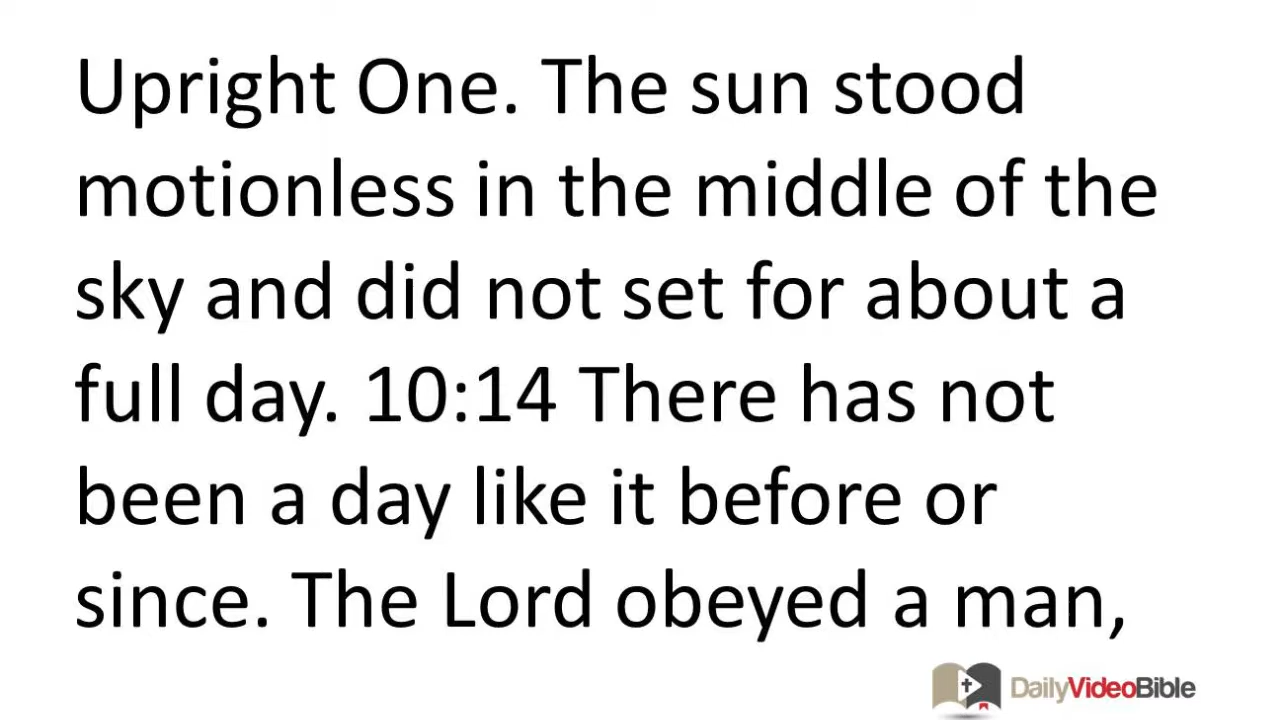 Upright One. The sun stood
motionless in the middle of the
sky and did not set for about a
full day. 10:14 There has not
been a day like it before or
since. The Lord obeyed a man,
DailyVideoBible